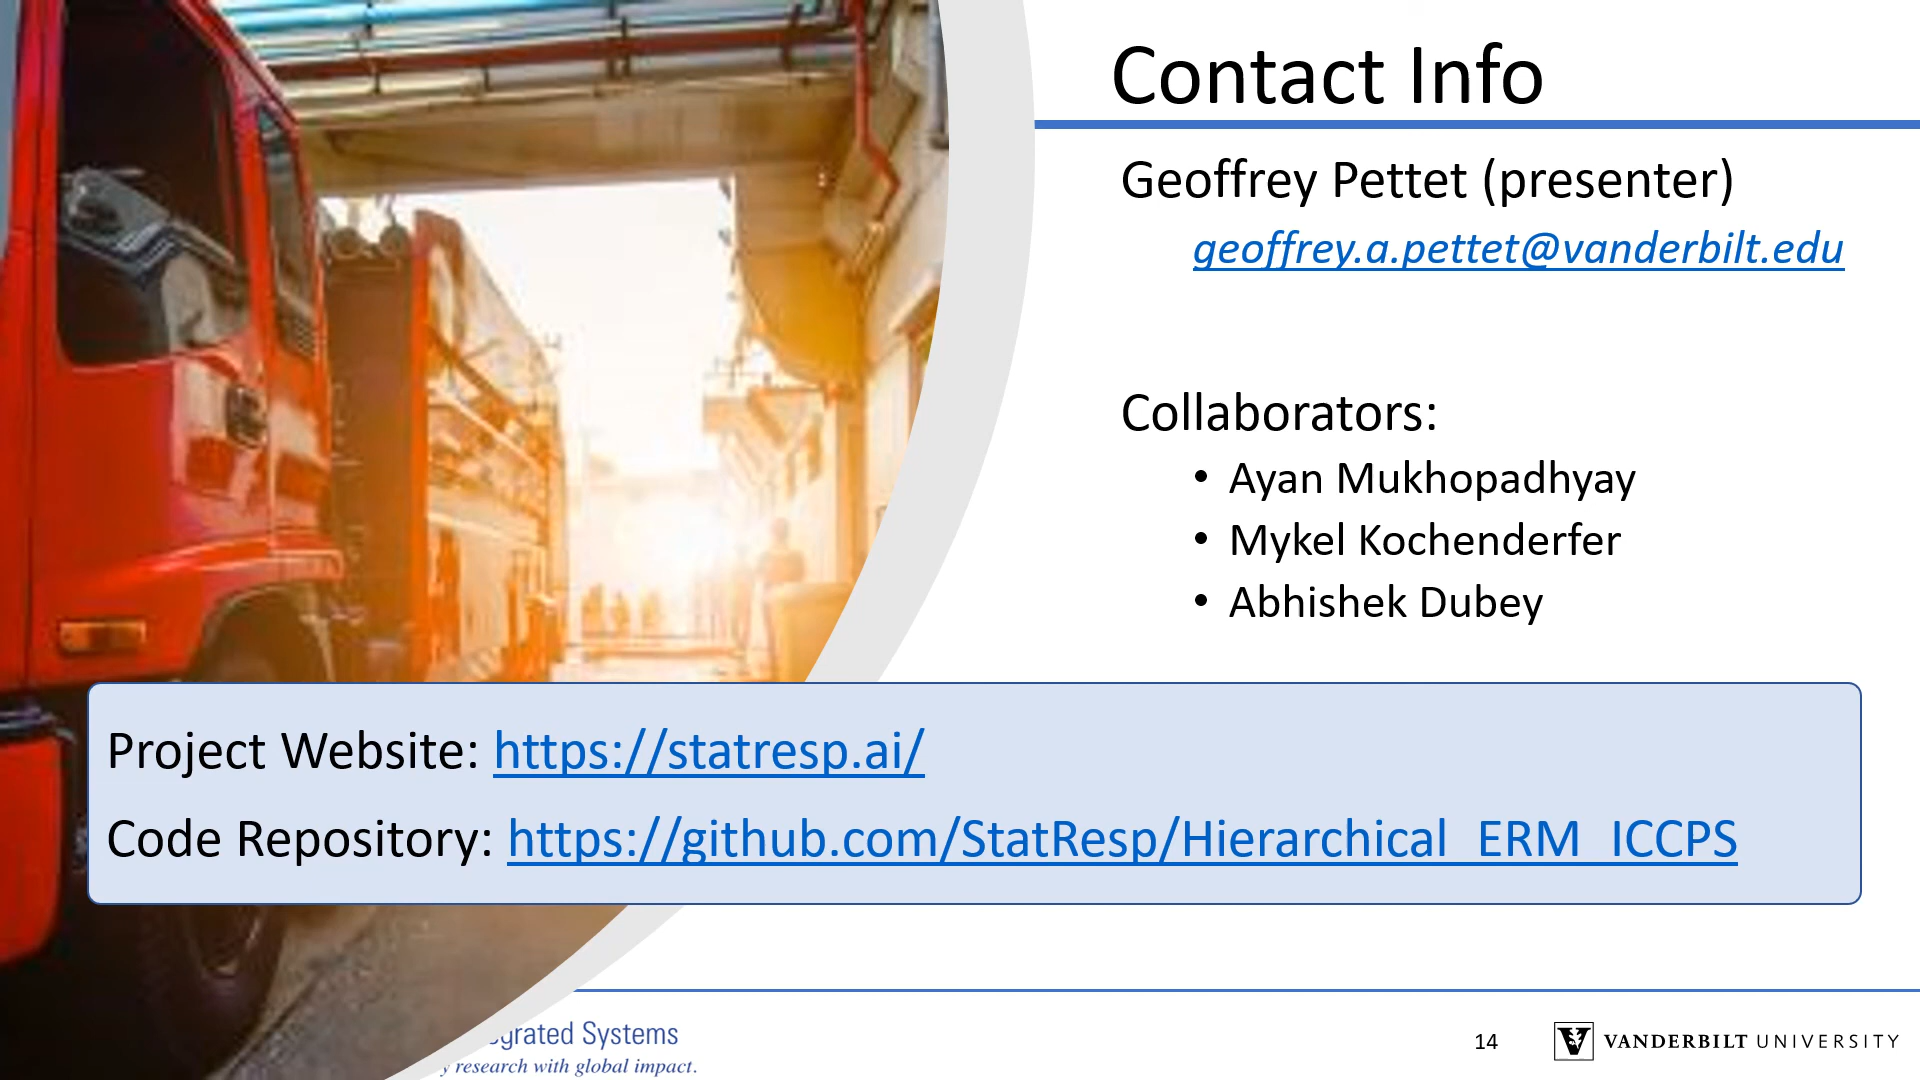 Contact Info
Geoffrey Pettet (presenter)
geoffrey.a.pettet@vanderbilt.edu
Collaborators:
• Ayan Mukhopadhyay
• Mykel Kochenderfer
• Abhishek Dubey
Project Website: https://statresp.ai/
Code Repository: https://github.com/StatResp/Hierarchical_ERM_ICCPS
Systems
research with global impact.
14
VANDERBILT UNIVERSITY